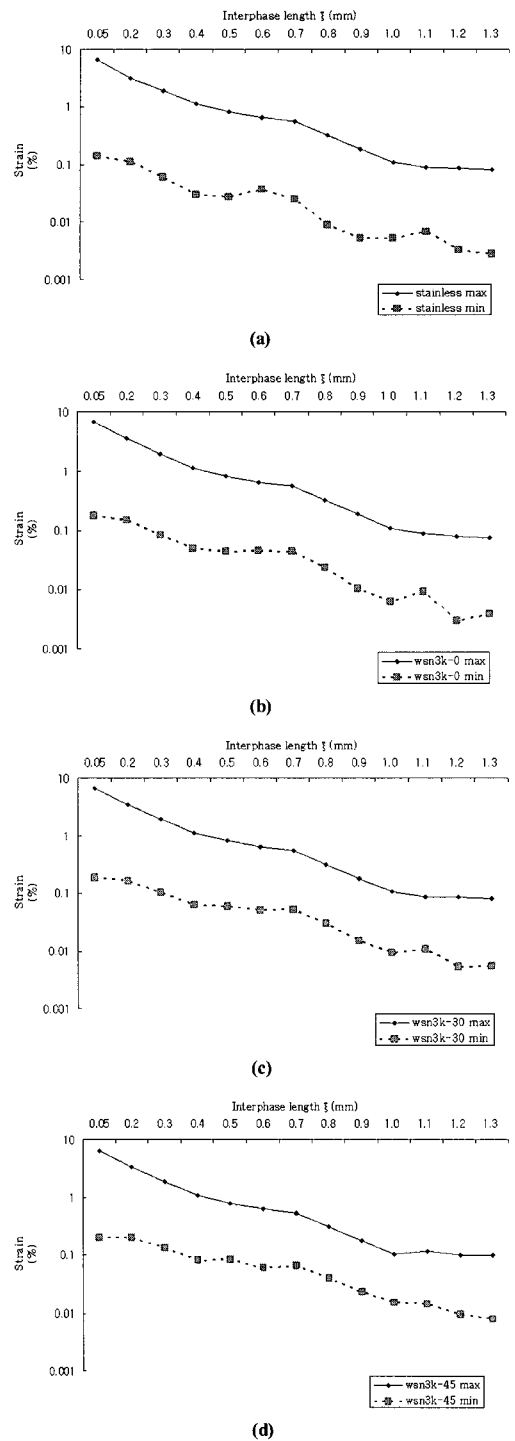 Interphase length ξ (mm)
0.05 0.2 0.3 0.4 0.5 0.6 0.7 0.8 0.9 1.0 1.1 1.2 1.3
10
1
0.1
0.01
0.001
Strain
(%)
stainless max
stainless min
(a)
Interphase length ξ (mm)
0.05 0.2 0.3 0.4 0.5 0.6 0.7 0.8 0.9 1.0 1.1 1.2 1.3
10
1
0.1
0.01
0.001
Strain
(%)
wsn3k-0 max
wsn3k-0 min
(b)
Interphase length ξ (mm)
0.05 0.2 0.3 0.4 0.5 0.6 0.7 0.8 0.9 1.0 1.1 1.2 1.3
10
1
0.1
0.01
0.001
Strain
(%)
wsn3k-30 max
wsn3k-30 min
(c)
Interphase length ξ (mm)
0.05 0.2 0.3 0.4 0.5 0.6 0.7 0.8 0.9 1.0 1.1 1.2 1.3
10
1
0.1
0.01
0.001
Strain
(%)
wsn3k-45 max
wsn3k-45 min
(d)